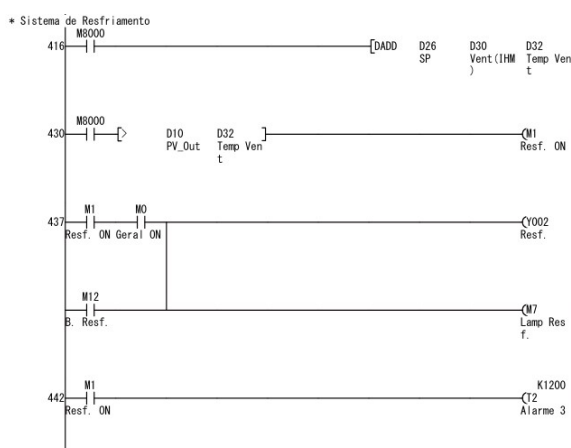 * Sistema de Resfriamento
M8000
416 [DADD D26 D30 D32
SP Vent(IHM Temp Ven
) t
M8000
430 [> D10 D32 ] (M1
PV_Out Temp Ven Resf. ON
t
M1 M0
437 (Y002
Resf. ON Geral ON Resf.
M12
(M7
B. Resf. Lamp Res
f.
M1 K1200
442 (T2
Resf. ON Alarme 3